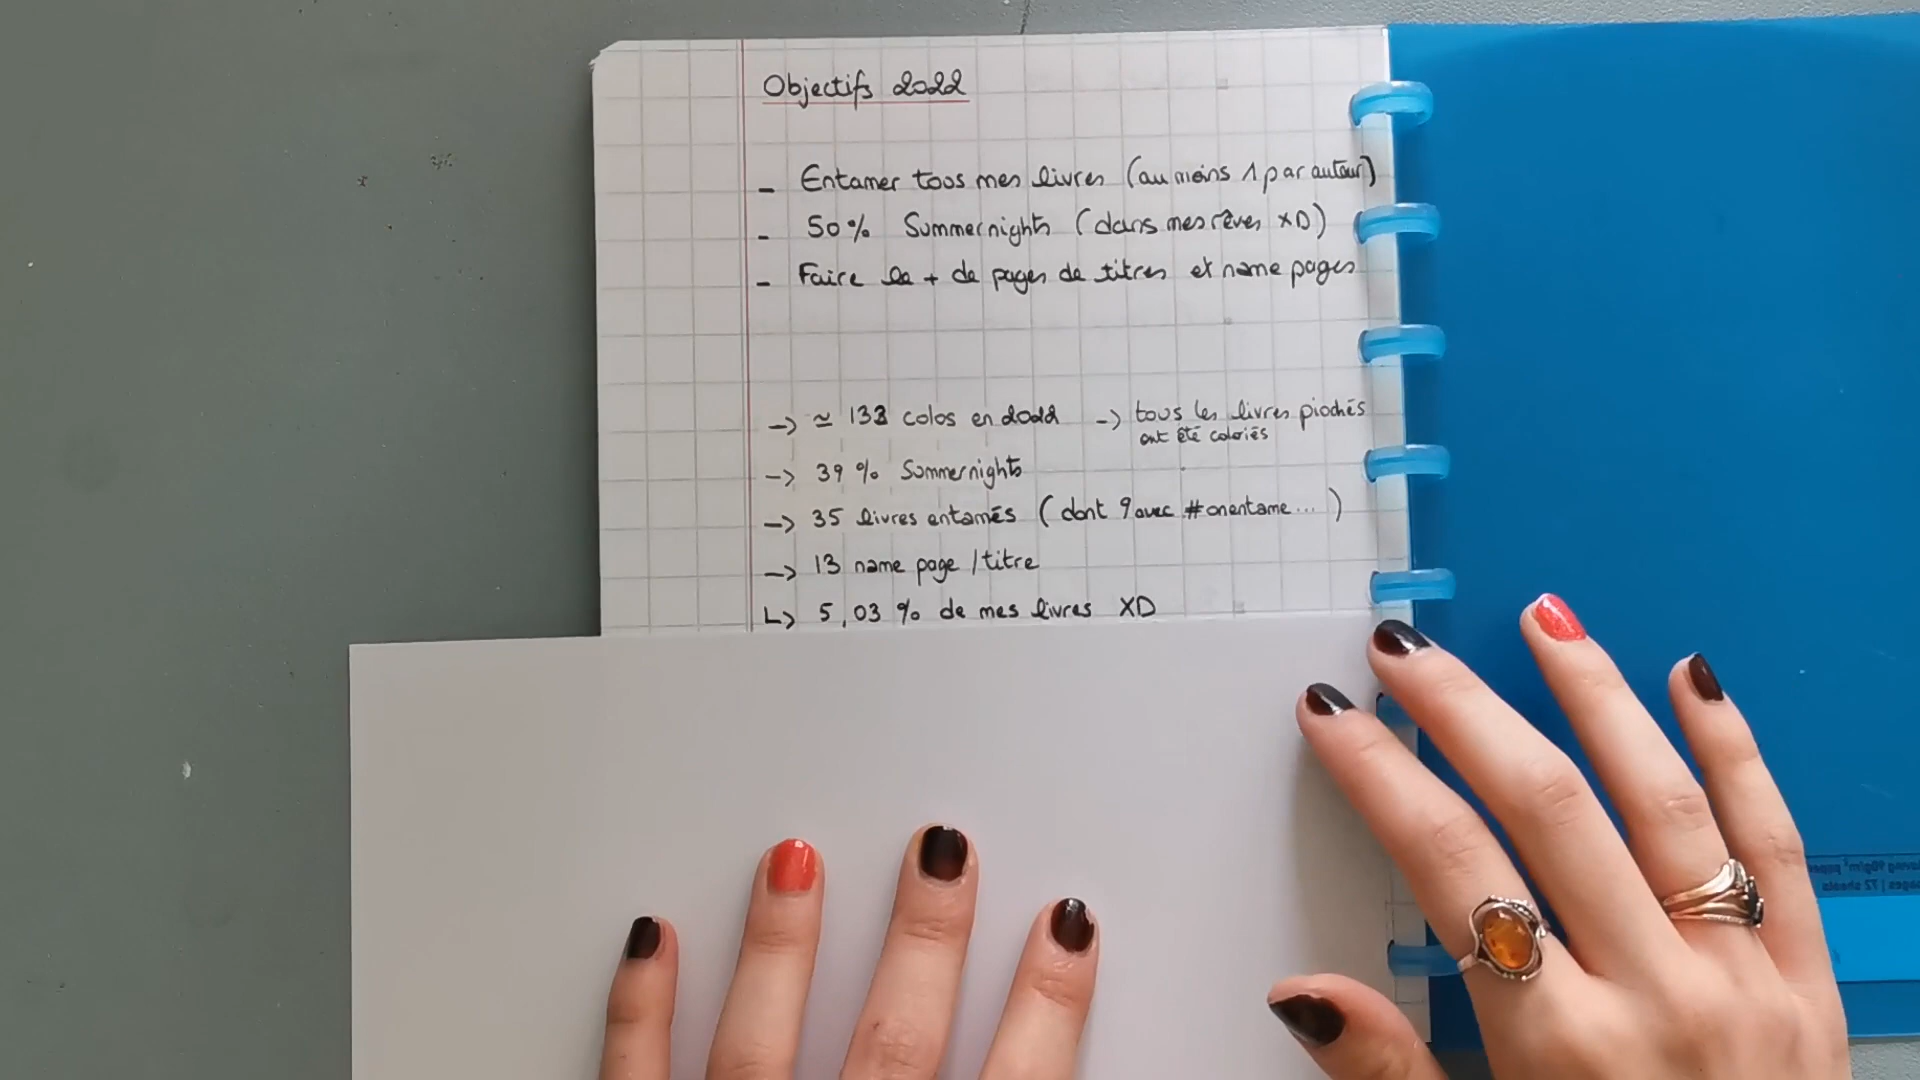 Objectifs 2022
- Entamer tous mes livres (au moins 1 par auteur)
- 50% Summernights (dans mes rêves XD)
- Faire le + de pages de titres et name pages
-> ≃ 133 colos en 2022 -> tous les livres piochés
ont été coloriés
-> 39 % Summernights
-> 35 livres entamés (dont 9 avec #onentame...)
-> 13 name page / titre
L> 5,03 % de mes livres XD
72 sheets